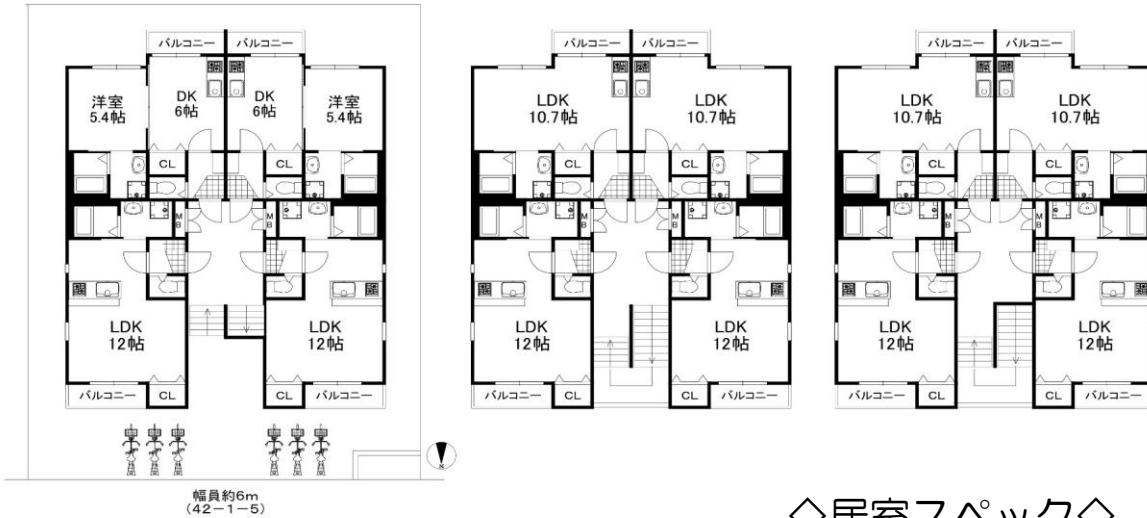 バルコニー バルコニー
洋室
5.4帖
DK
6帖
DK
6帖
洋室
5.4帖
CL CL
MB MB
LDK
12帖
LDK
12帖
バルコニー CL CL バルコニー
N
幅員約6m
(42-1-5)
バルコニー バルコニー
LDK
10.7帖
LDK
10.7帖
CL CL
MB MB
LDK
12帖
LDK
12帖
バルコニー CL CL バルコニー
バルコニー バルコニー
LDK
10.7帖
LDK
10.7帖
CL CL
MB MB
LDK
12帖
LDK
12帖
バルコニー CL CL バルコニー
◇居室スペック◇